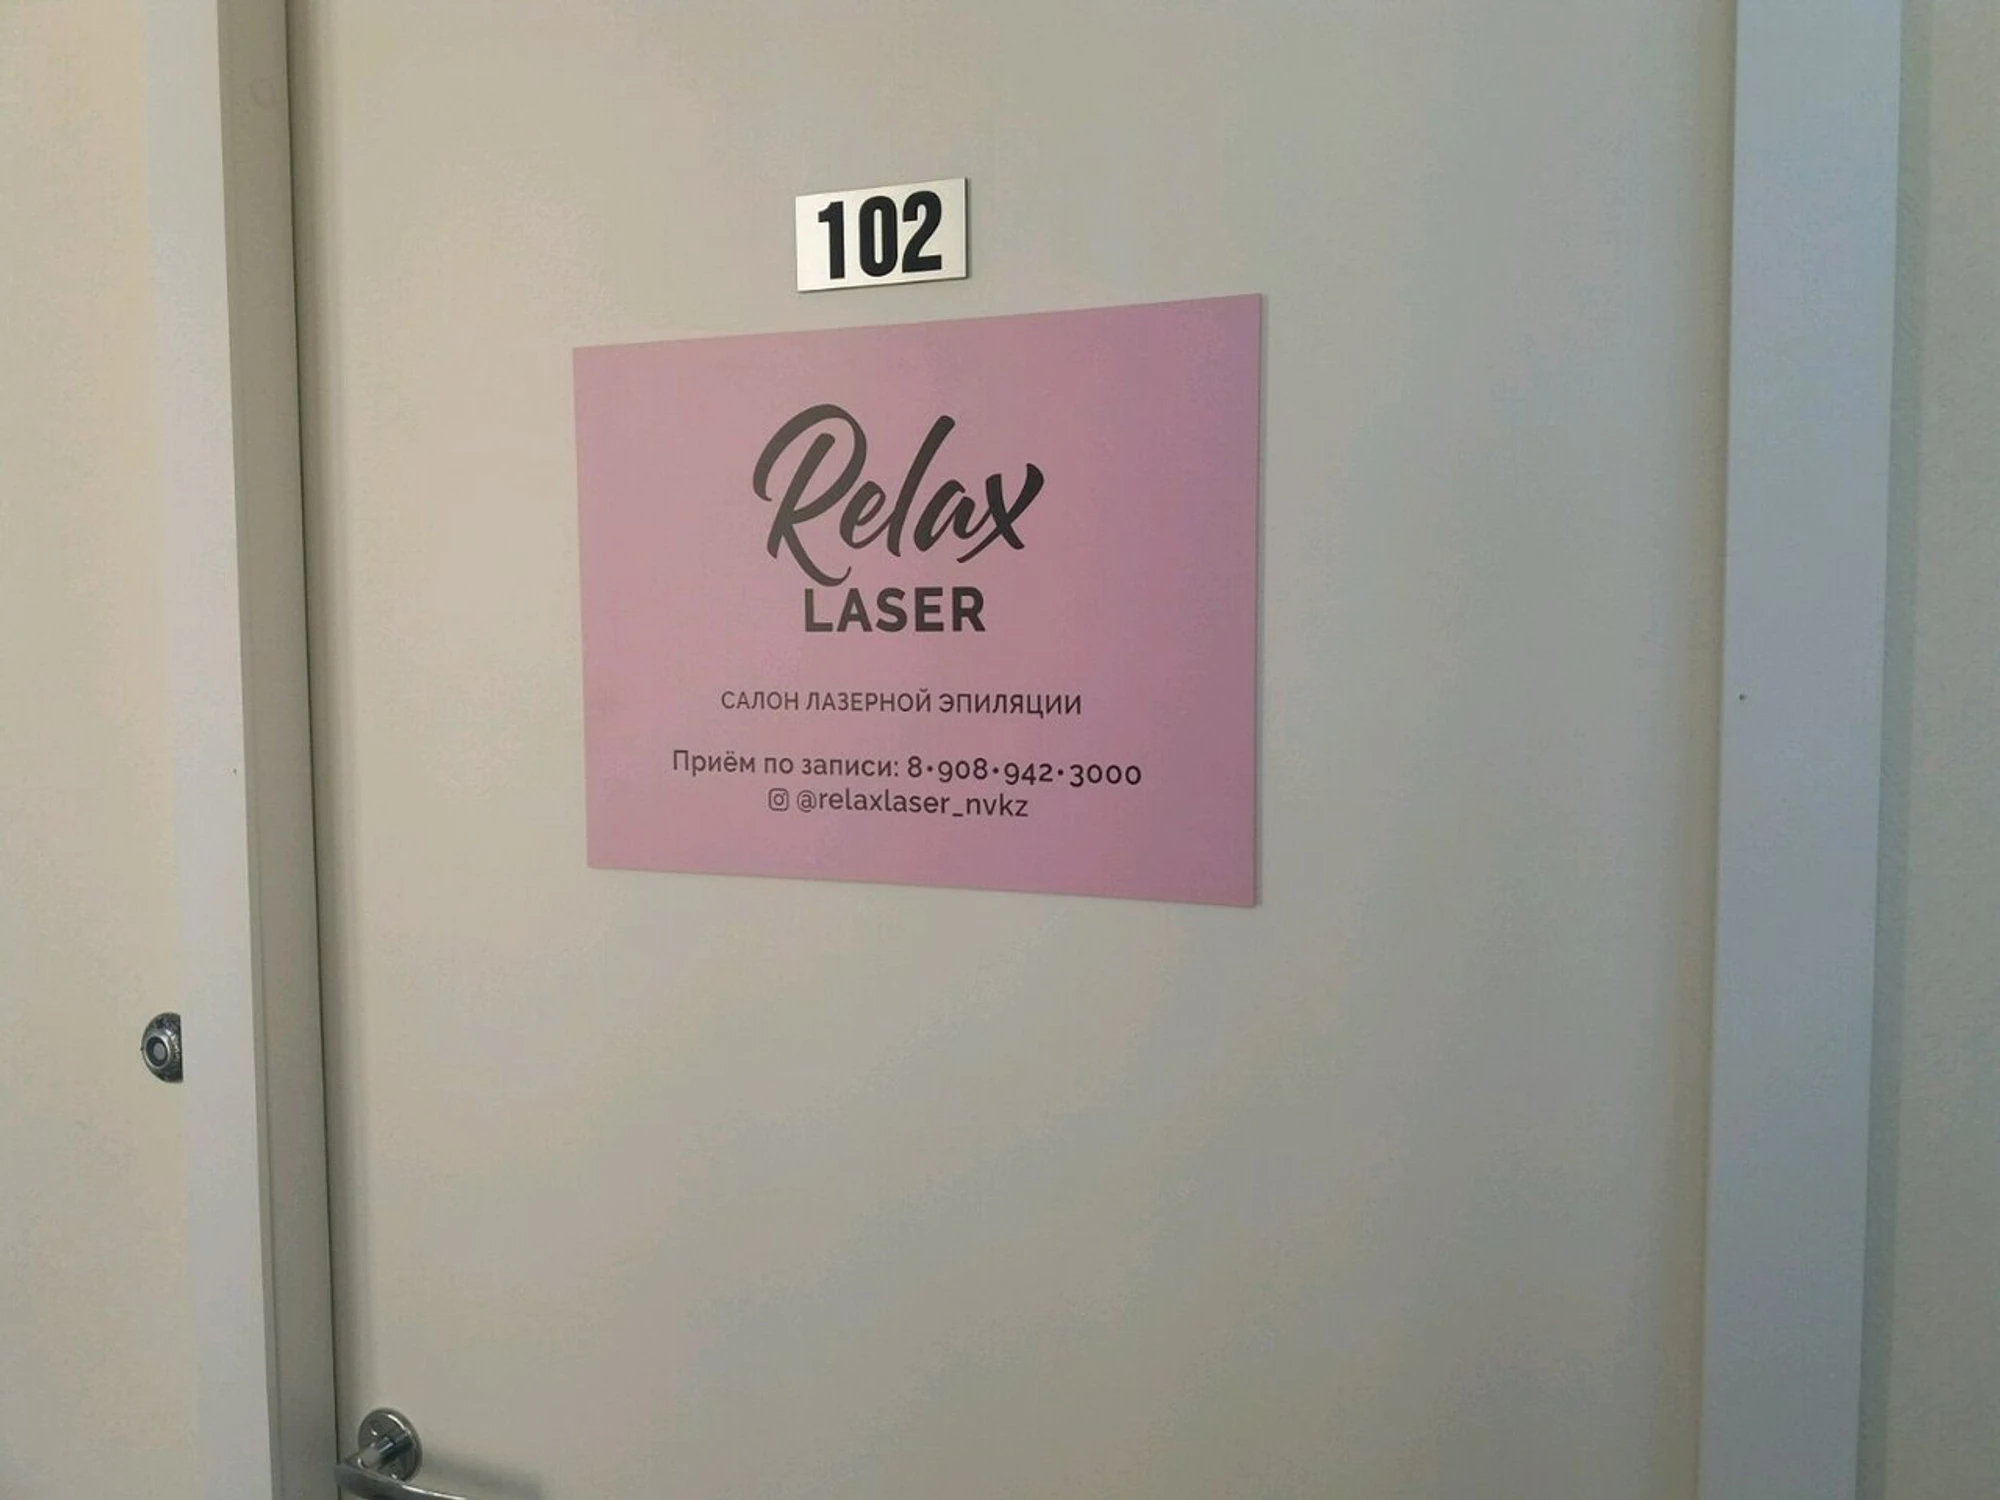 102
Relax
LASER
САЛОН ЛАЗЕРНОЙ ЭПИЛЯЦИИ
Приём по записи: 8•908•942•3000
@relaxlaser_nvkz